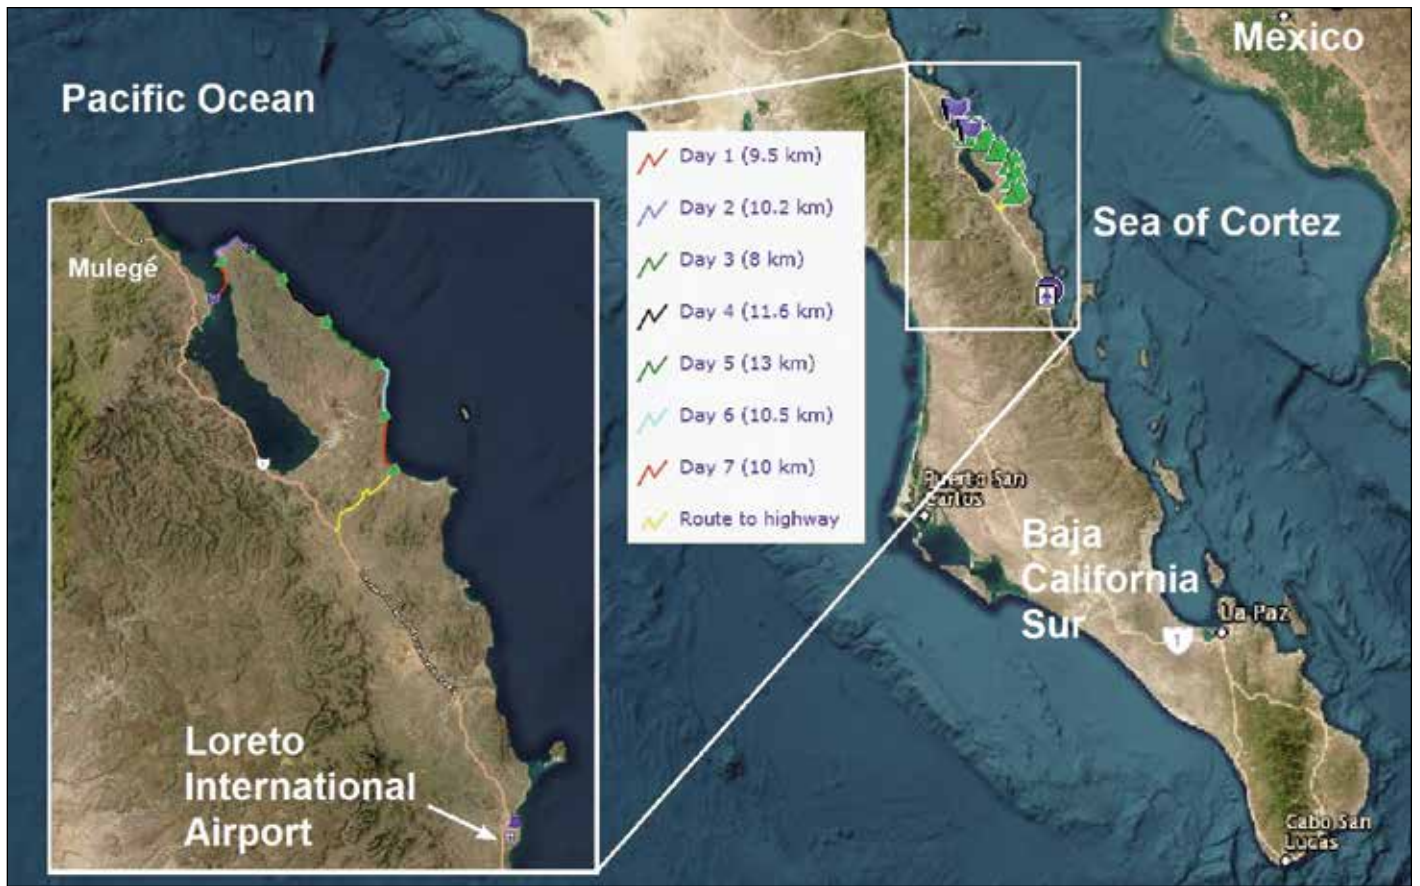 Mexico
Pacific Ocean
Day 1 (9.5 km)
Day 2 (10.2 km)
Day 3 (8 km)
Day 4 (11.6 km)
Day 5 (13 km)
Day 6 (10.5 km)
Day 7 (10 km)
Route to highway
Sea of Cortez
Mulegé
1
Puerto San
Carlos
Baja
California
Sur
La Paz
1
Loreto
International
Airport
Cabo San
Lucas